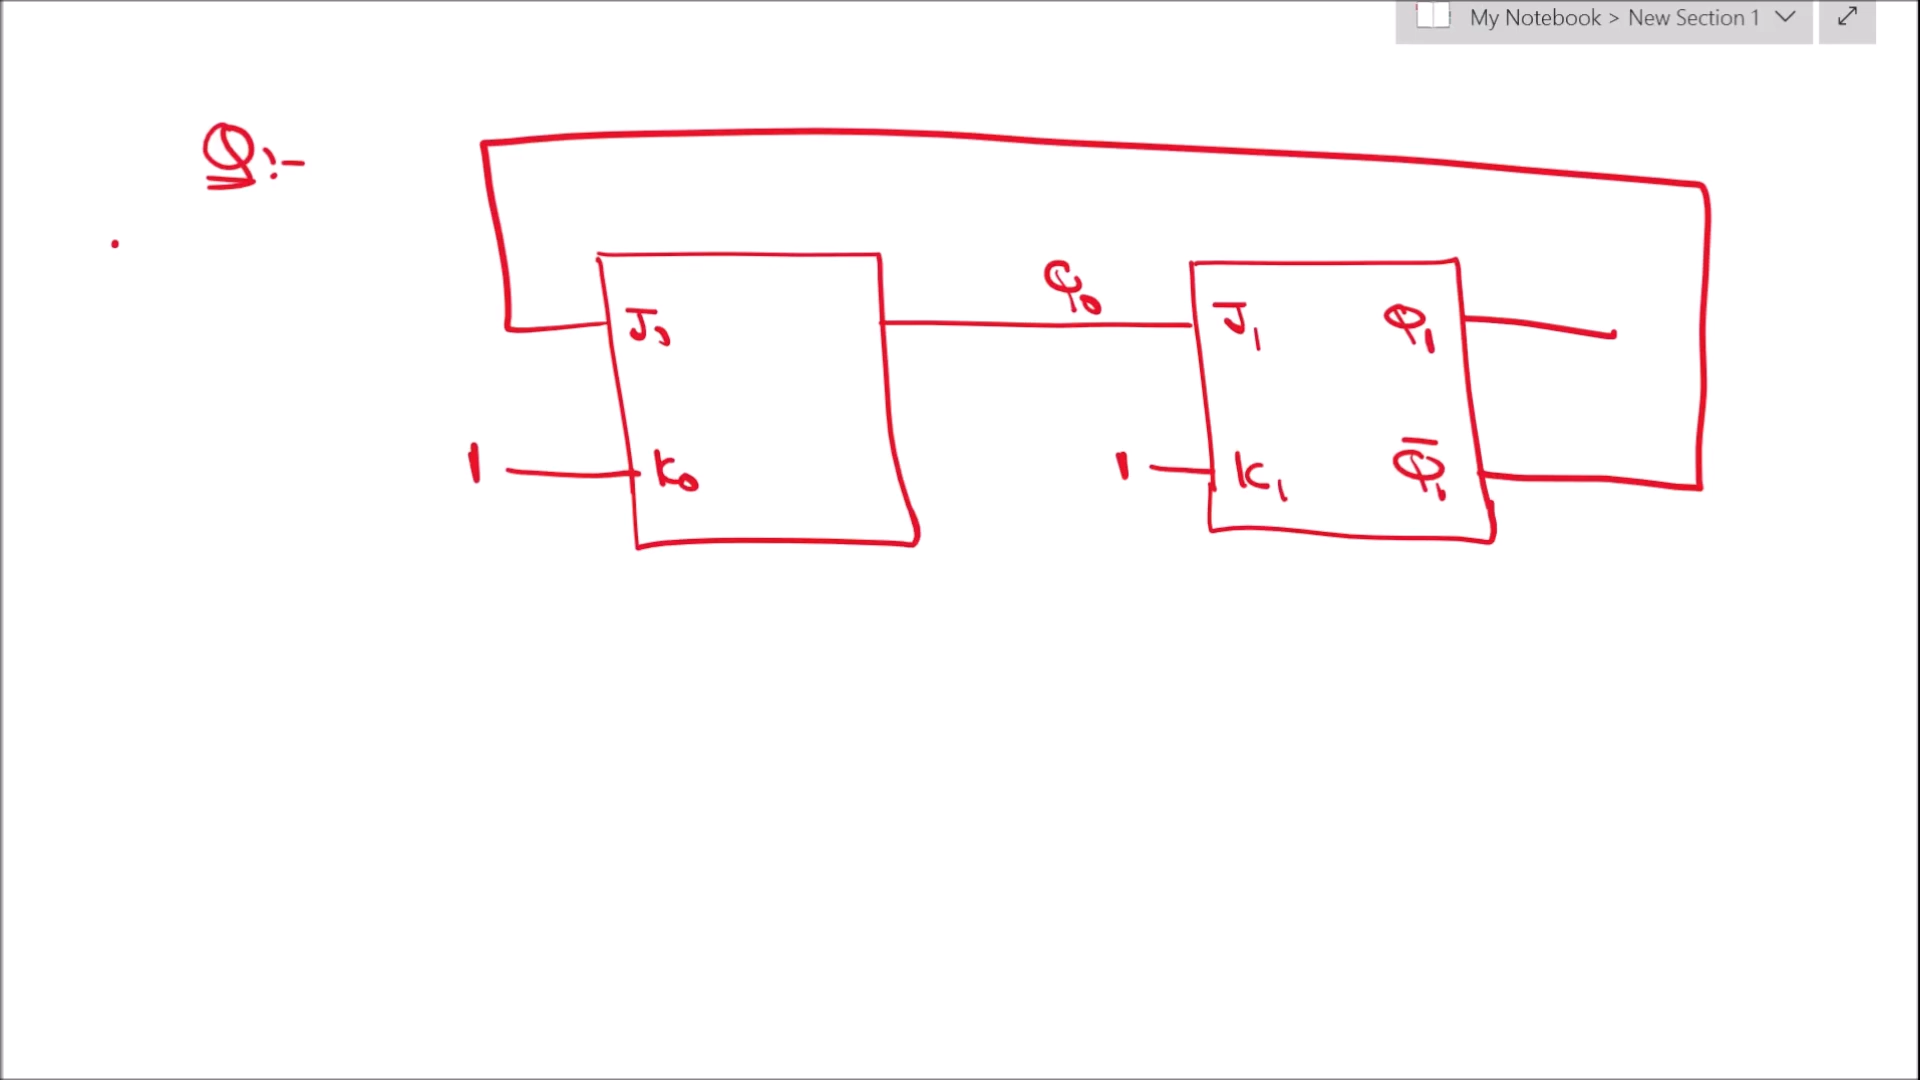 My Notebook > New Section 1
Q:-
Q₀
J₀
J₁
Q₁
1
K₀
1
K₁
Q̅₁